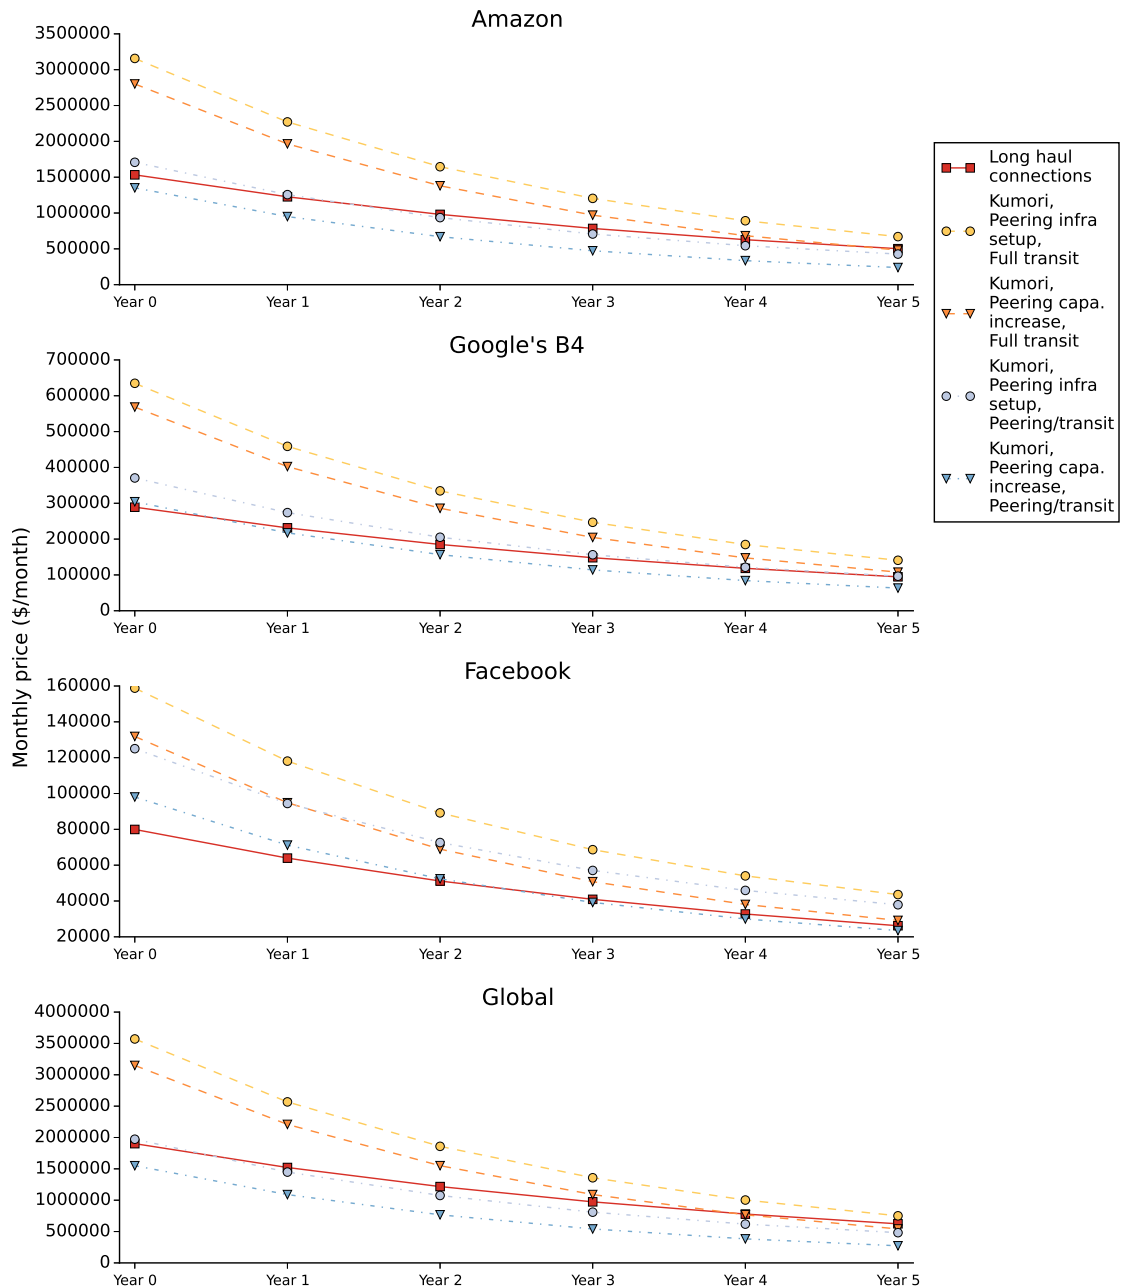 Amazon
3500000
3000000
2500000
2000000
1500000
1000000
500000
0
Year 0 Year 1 Year 2 Year 3 Year 4 Year 5
Long haul
connections
Kumori,
Peering infra
setup,
Full transit
Kumori,
Peering capa.
increase,
Full transit
Kumori,
Peering infra
setup,
Peering/transit
Kumori,
Peering capa.
increase,
Peering/transit
Monthly price ($/month)
Google's B4
700000
600000
500000
400000
300000
200000
100000
0
Year 0 Year 1 Year 2 Year 3 Year 4 Year 5
Facebook
160000
140000
120000
100000
80000
60000
40000
20000
Year 0 Year 1 Year 2 Year 3 Year 4 Year 5
Global
4000000
3500000
3000000
2500000
2000000
1500000
1000000
500000
0
Year 0 Year 1 Year 2 Year 3 Year 4 Year 5